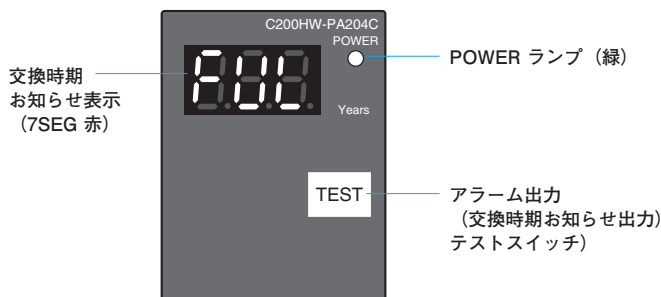 C200HW-PA204C
POWER
FUL
Years
TEST
交換時期
お知らせ表示
(7SEG 赤)
POWER ランプ(緑)
アラーム出力
(交換時期お知らせ出力)
テストスイッチ)